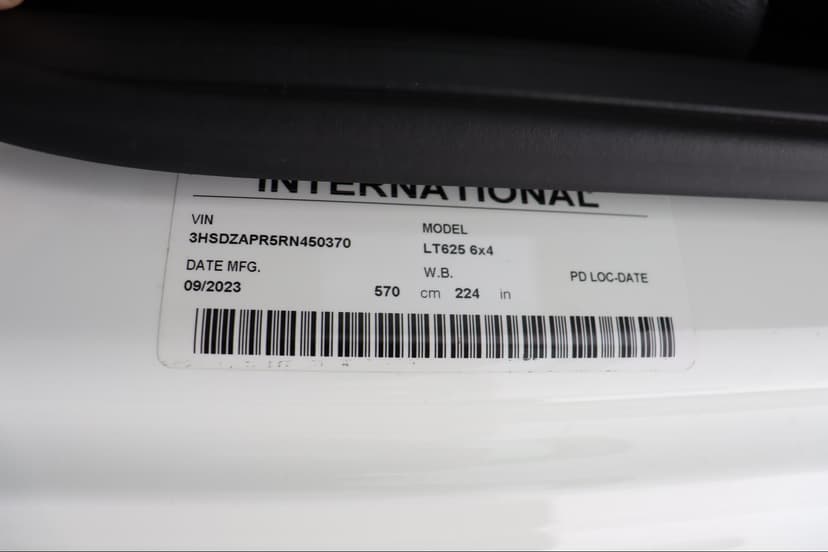 INTERNATIONAL
VIN
3HSDZAPR5RN450370
MODEL
LT625 6x4
DATE MFG.
09/2023
W.B.
570 cm 224 in
PD LOC-DATE